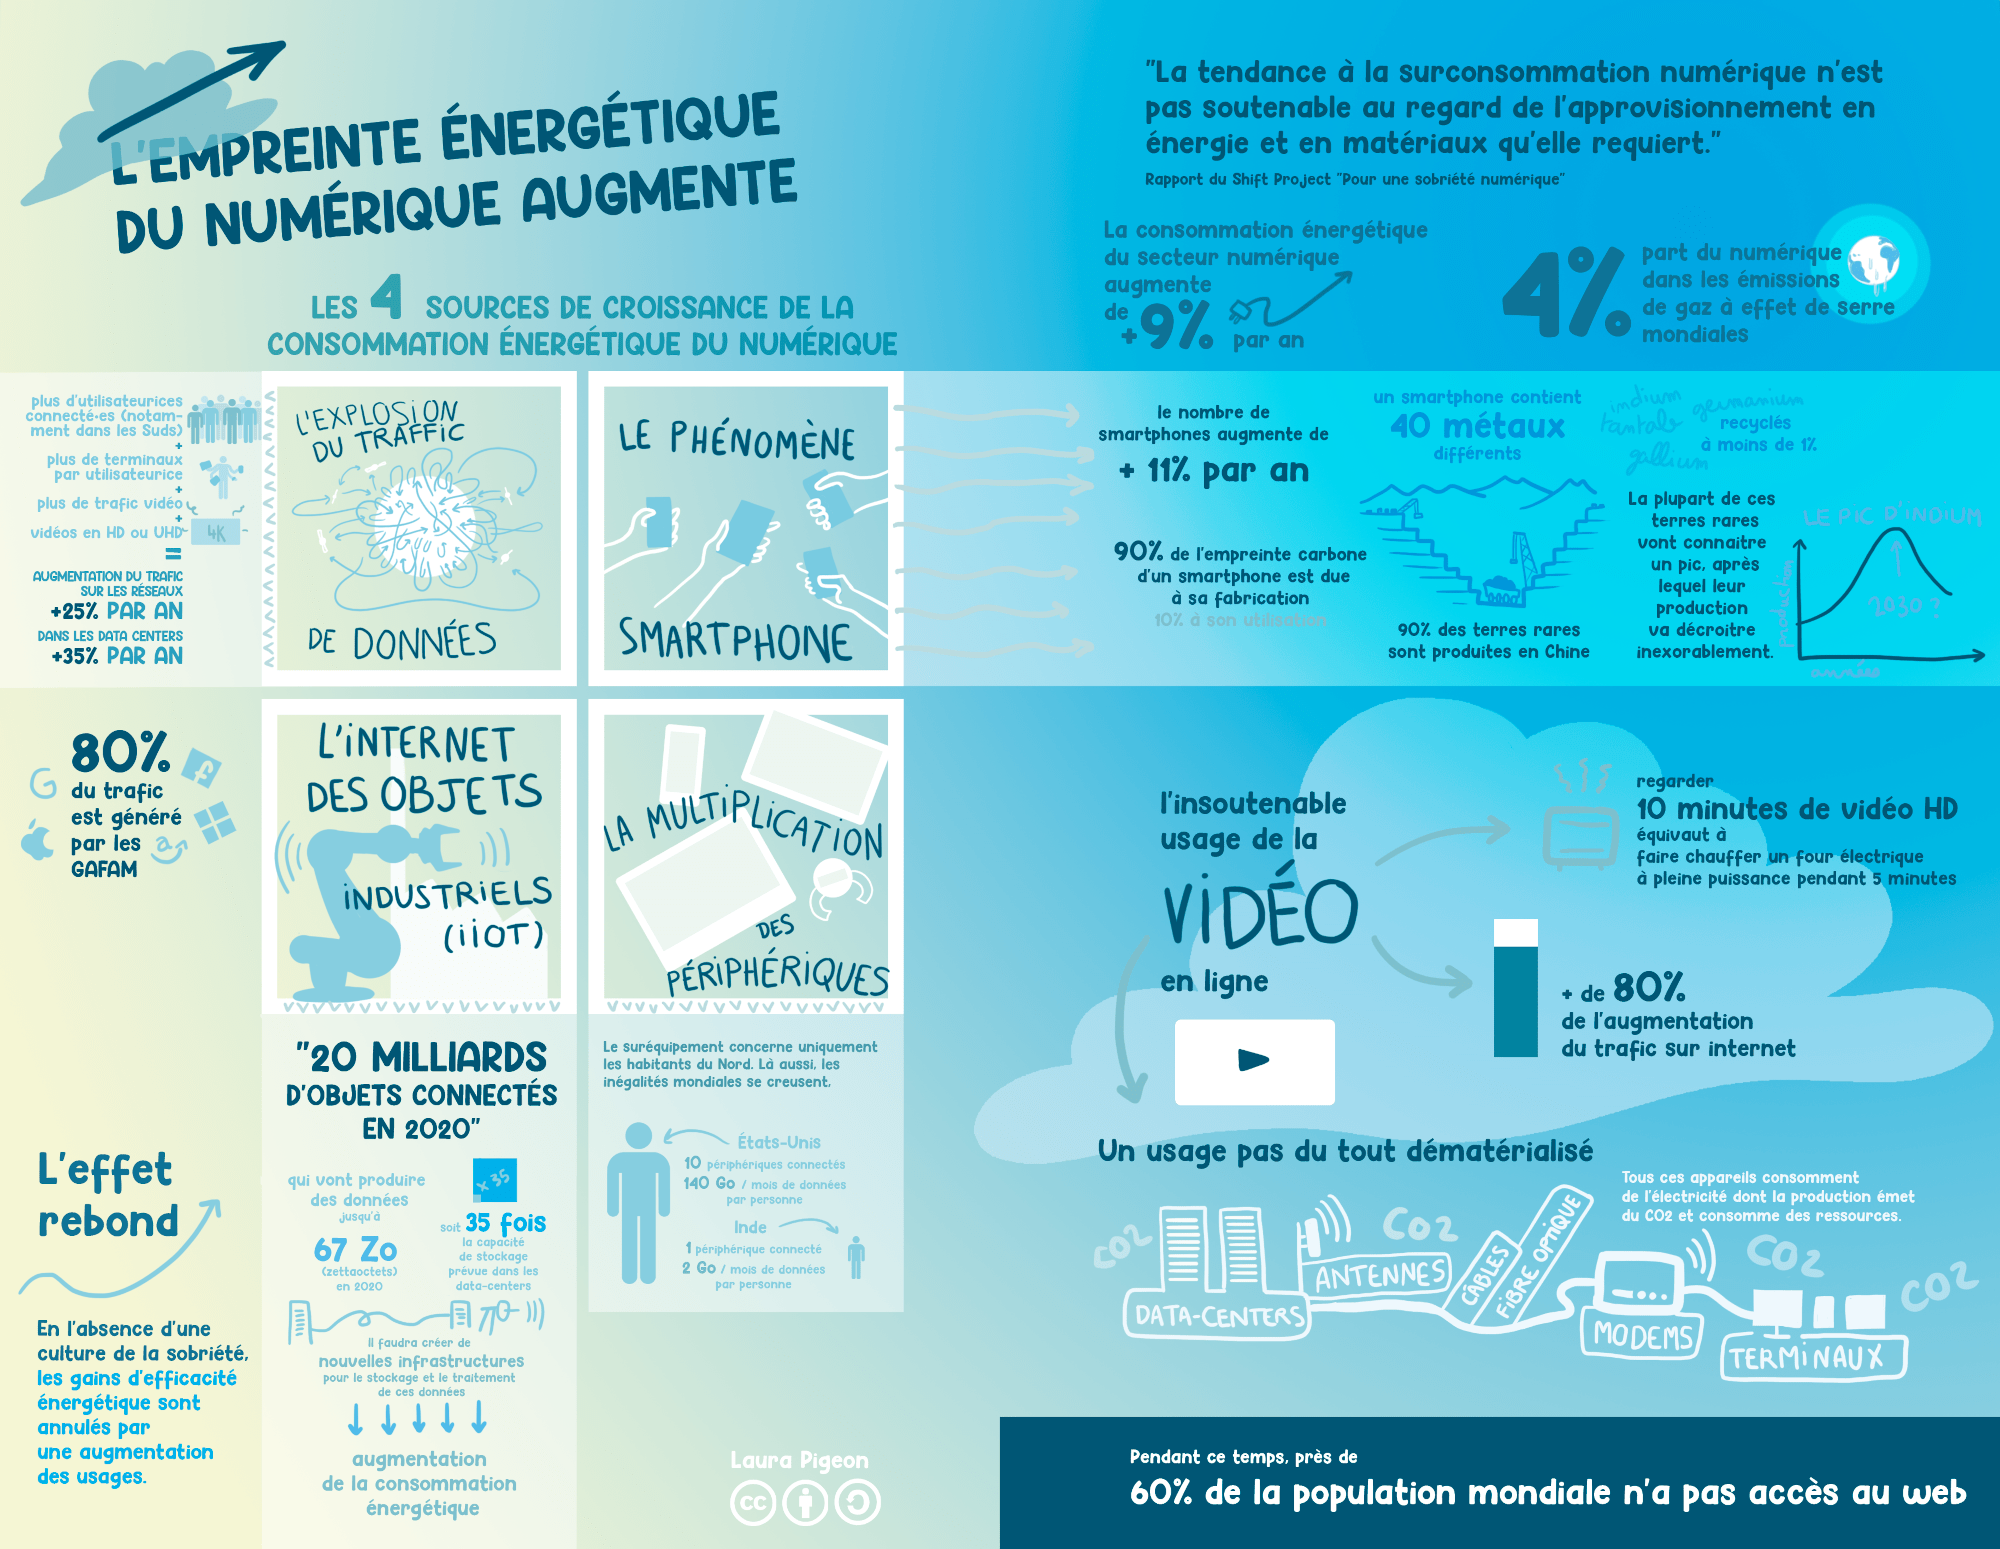 L'EMPREINTE ÉNERGÉTIQUE
DU NUMÉRIQUE AUGMENTE
LES 4 SOURCES DE CROISSANCE DE LA
CONSOMMATION ÉNERGÉTIQUE DU NUMÉRIQUE
"La tendance à la surconsommation numérique n'est
pas soutenable au regard de l'approvisionnement en
énergie et en matériaux qu'elle requiert."
Rapport du Shift Project "Pour une sobriété numérique"
La consommation énergétique
du secteur numérique
augmente
de
+9%
par an
4%
part du numérique
dans les émissions
de gaz à effet de serre
mondiales
plus d'utilisateurices
connecté·es (notam-
ment dans les Suds)
+
plus de terminaux
par utilisateurice
+
plus de trafic vidéo
+
vidéos en HD ou UHD
4K
=
AUGMENTATION DU TRAFIC
SUR LES RÉSEAUX
+25% PAR AN
DANS LES DATA CENTERS
+35% PAR AN
L'EXPLOSION
DU TRAFFIC
DE DONNÉES
LE PHÉNOMÈNE
SMARTPHONE
le nombre de
smartphones augmente de
+ 11% par an
90% de l'empreinte carbone
d'un smartphone est due
à sa fabrication
10% à son utilisation
un smartphone contient
40 métaux
différents
90% des terres rares
sont produites en Chine
indium
tantale
germanium
gallium
recyclés
à moins de 1%
La plupart de ces
terres rares
vont connaitre
un pic, après
lequel leur
production
va décroitre
inexorablement.
LE PIC D'INDIUM
production
2030 ?
années
80%
du trafic
est généré
par les
GAFAM
G
f
a
L'INTERNET
DES OBJETS
INDUSTRIELS
(IIOT)
LA MULTIPLICATION
DES
PÉRIPHÉRIQUES
l'insoutenable
usage de la
VIDÉO
en ligne
regarder
10 minutes de vidéo HD
équivaut à
faire chauffer un four électrique
à pleine puissance pendant 5 minutes
+ de 80%
de l'augmentation
du trafic sur internet
"20 MILLIARDS
D'OBJETS CONNECTÉS
EN 2020"
qui vont produire
des données
jusqu'à
67 Zo
(zettaoctets)
en 2020
x 35
soit 35 fois
la capacité
de stockage
prévue dans les
data-centers
Il faudra créer de
nouvelles infrastructures
pour le stockage et le traitement
de ces données
augmentation
de la consommation
énergétique
Le suréquipement concerne uniquement
les habitants du Nord. Là aussi, les
inégalités mondiales se creusent.
États-Unis
10 périphériques connectés
140 Go / mois de données
par personne
Inde
1 périphérique connecté
2 Go / mois de données
par personne
L'effet
rebond
En l'absence d'une
culture de la sobriété,
les gains d'efficacité
énergétique sont
annulés par
une augmentation
des usages.
Un usage pas du tout dématérialisé
Tous ces appareils consomment
de l'électricité dont la production émet
du CO2 et consomme des ressources.
CO2
CO2
CO2
CO2
DATA-CENTERS
ANTENNES
CÂBLES
FIBRE OPTIQUE
MODEMS
TERMINAUX
Laura Pigeon
cc
Pendant ce temps, près de
60% de la population mondiale n'a pas accès au web